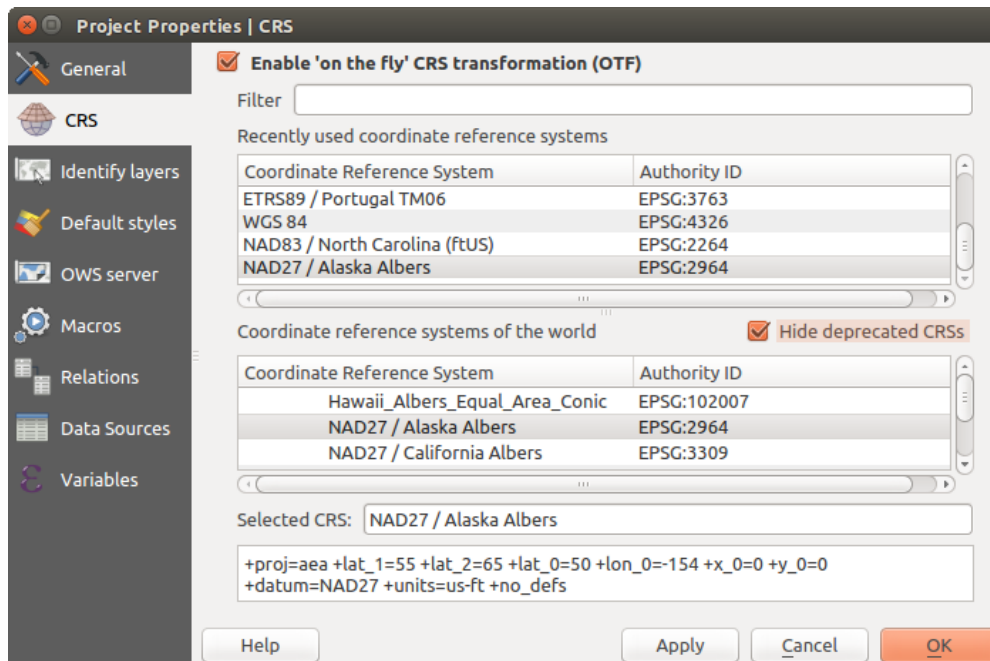 Project Properties | CRS
General
CRS
Identify layers
Default styles
OWS server
Macros
Relations
Data Sources
Variables
Enable 'on the fly' CRS transformation (OTF)
Filter
Recently used coordinate reference systems
Coordinate Reference System Authority ID
ETRS89 / Portugal TM06 EPSG:3763
WGS 84 EPSG:4326
NAD83 / North Carolina (ftUS) EPSG:2264
NAD27 / Alaska Albers EPSG:2964
Coordinate reference systems of the world Hide deprecated CRSs
Coordinate Reference System Authority ID
Hawaii_Albers_Equal_Area_Conic EPSG:102007
NAD27 / Alaska Albers EPSG:2964
NAD27 / California Albers EPSG:3309
Selected CRS: NAD27 / Alaska Albers
+proj=aea +lat_1=55 +lat_2=65 +lat_0=50 +lon_0=-154 +x_0=0 +y_0=0
+datum=NAD27 +units=us-ft +no_defs
Help Apply Cancel OK